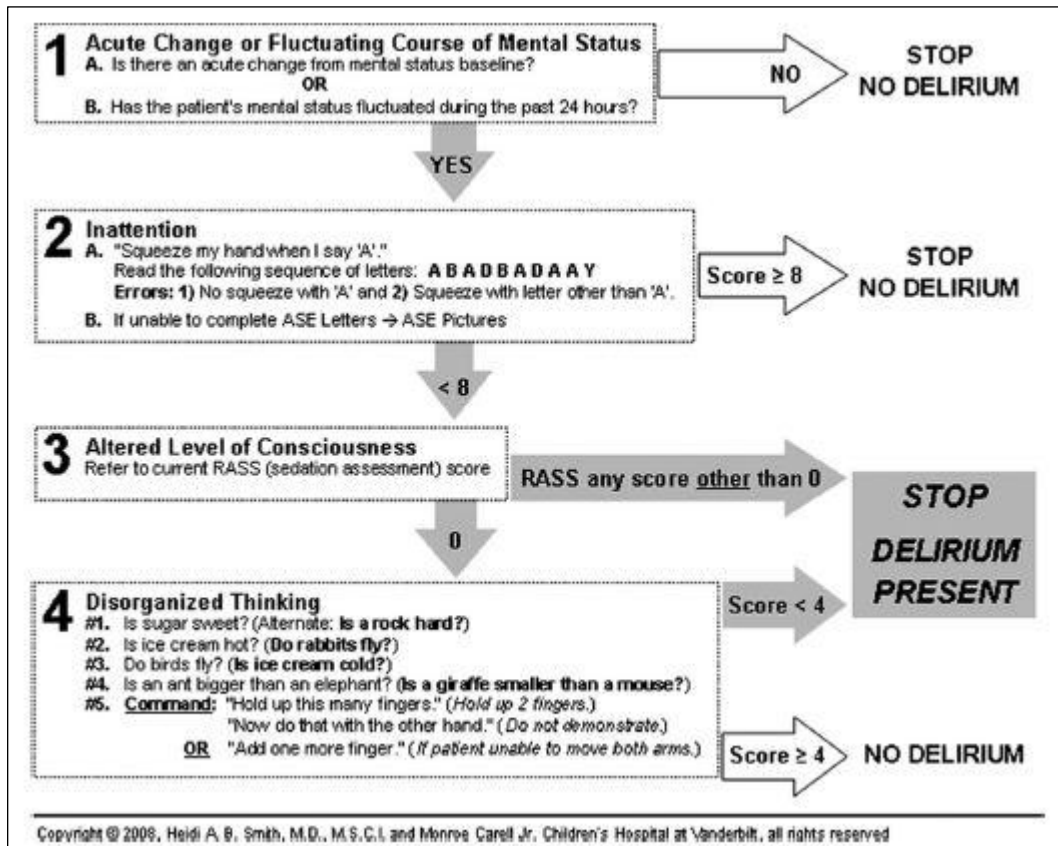 1 Acute Change or Fluctuating Course of Mental Status
A. Is there an acute change from mental status baseline?
OR
B. Has the patient's mental status fluctuated during the past 24 hours?
NO
STOP
NO DELIRIUM
YES
2 Inattention
A. "Squeeze my hand when I say 'A'."
Read the following sequence of letters: A B A D B A D A A Y
Errors: 1) No squeeze with 'A' and 2) Squeeze with letter other than 'A'.
B. If unable to complete ASE Letters → ASE Pictures
Score ≥ 8
STOP
NO DELIRIUM
< 8
3 Altered Level of Consciousness
Refer to current RASS (sedation assessment) score
RASS any score other than 0
STOP
DELIRIUM
PRESENT
0
4 Disorganized Thinking
#1. Is sugar sweet? (Alternate: Is a rock hard?)
#2. Is ice cream hot? (Do rabbits fly?)
#3. Do birds fly? (Is ice cream cold?)
#4. Is an ant bigger than an elephant? (Is a giraffe smaller than a mouse?)
#5. Command: "Hold up this many fingers." (Hold up 2 fingers.)
"Now do that with the other hand." (Do not demonstrate.)
OR "Add one more finger." (If patient unable to move both arms.)
Score < 4
Score ≥ 4
NO DELIRIUM
Copyright © 2008, Heidi A. B. Smith, M.D., M.S.C.I. and Monroe Carell Jr. Children's Hospital at Vanderbilt, all rights reserved